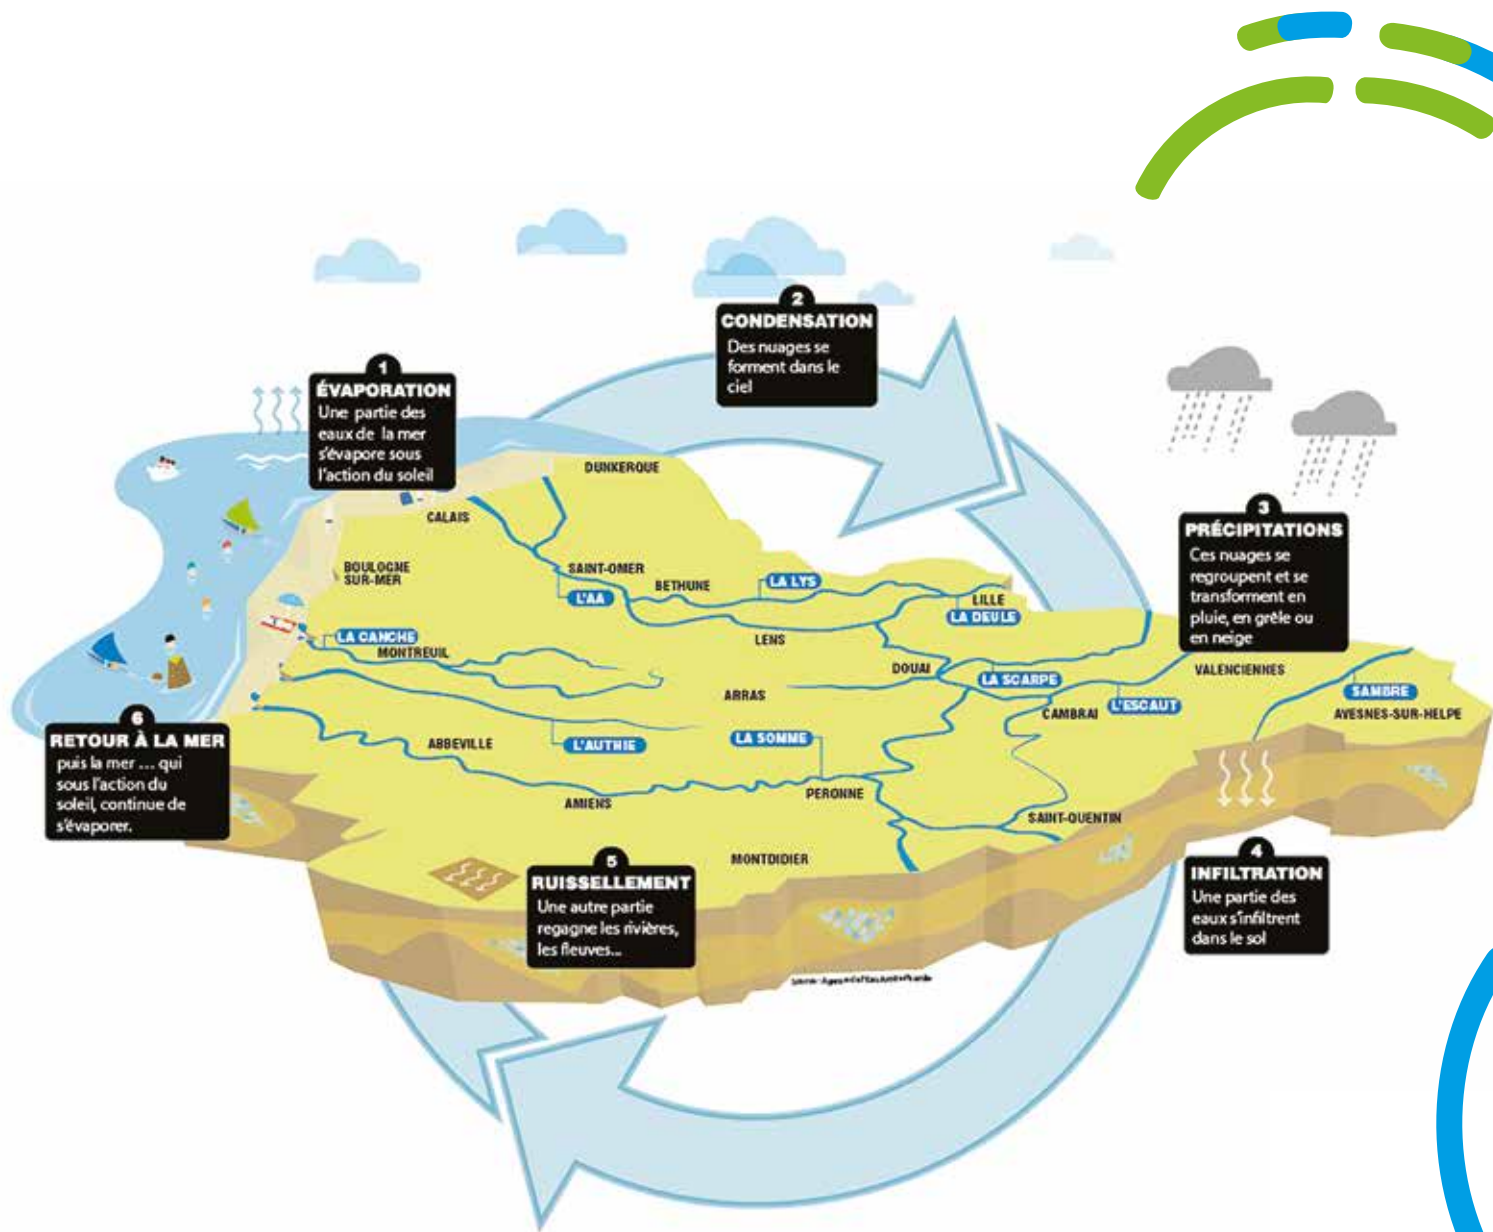 2
CONDENSATION
Des nuages se
forment dans le
ciel
1
ÉVAPORATION
Une partie des
eaux de la mer
s'évapore sous
l'action du soleil
3
PRÉCIPITATIONS
Ces nuages se
regroupent et se
transforment en
pluie, en grêle ou
en neige
DUNKERQUE
CALAIS
BOULOGNE
SUR-MER
SAINT-OMER
L'AA
BETHUNE
LA LYS
LILLE
LA DEULE
LA CANCHE
MONTREUIL
LENS
DOUAI
LA SCARPE
ARRAS
CAMBRAI
L'ESCAUT
VALENCIENNES
SAMBRE
AVESNES-SUR-HELPE
6
RETOUR À LA MER
puis la mer ... qui
sous l'action du
soleil, continue de
s'évaporer.
ABBEVILLE
L'AUTHIE
LA SOMME
AMIENS
PERONNE
SAINT-QUENTIN
MONTDIDIER
5
RUISSELLEMENT
Une autre partie
regagne les rivières,
les fleuves...
4
INFILTRATION
Une partie des
eaux s'infiltrent
dans le sol